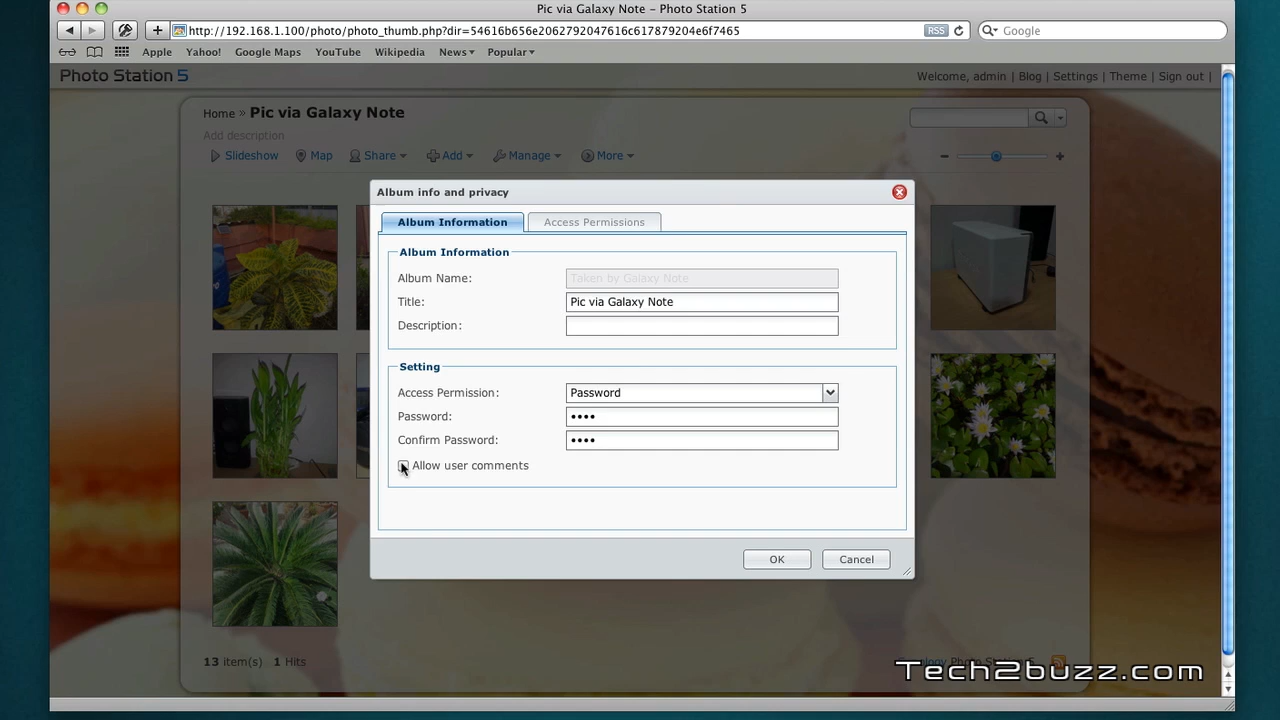 Pic via Galaxy Note – Photo Station 5
http://192.168.1.100/photo/photo_thumb.php?dir=54616b656e2062792047616c617879204e6f7465
RSS
Google
Apple Yahoo! Google Maps YouTube Wikipedia News Popular
Photo Station 5
Welcome, admin | Blog | Settings | Theme | Sign out |
Home » Pic via Galaxy Note
Add description
Slideshow Map Share Add Manage More
Album info and privacy
Album Information Access Permissions
Album Information
Album Name: Taken by Galaxy Note
Title: Pic via Galaxy Note
Description:
Setting
Access Permission: Password
Password: ••••
Confirm Password: ••••
Allow user comments
OK Cancel
13 item(s) 1 Hits
Tech2buzz.com